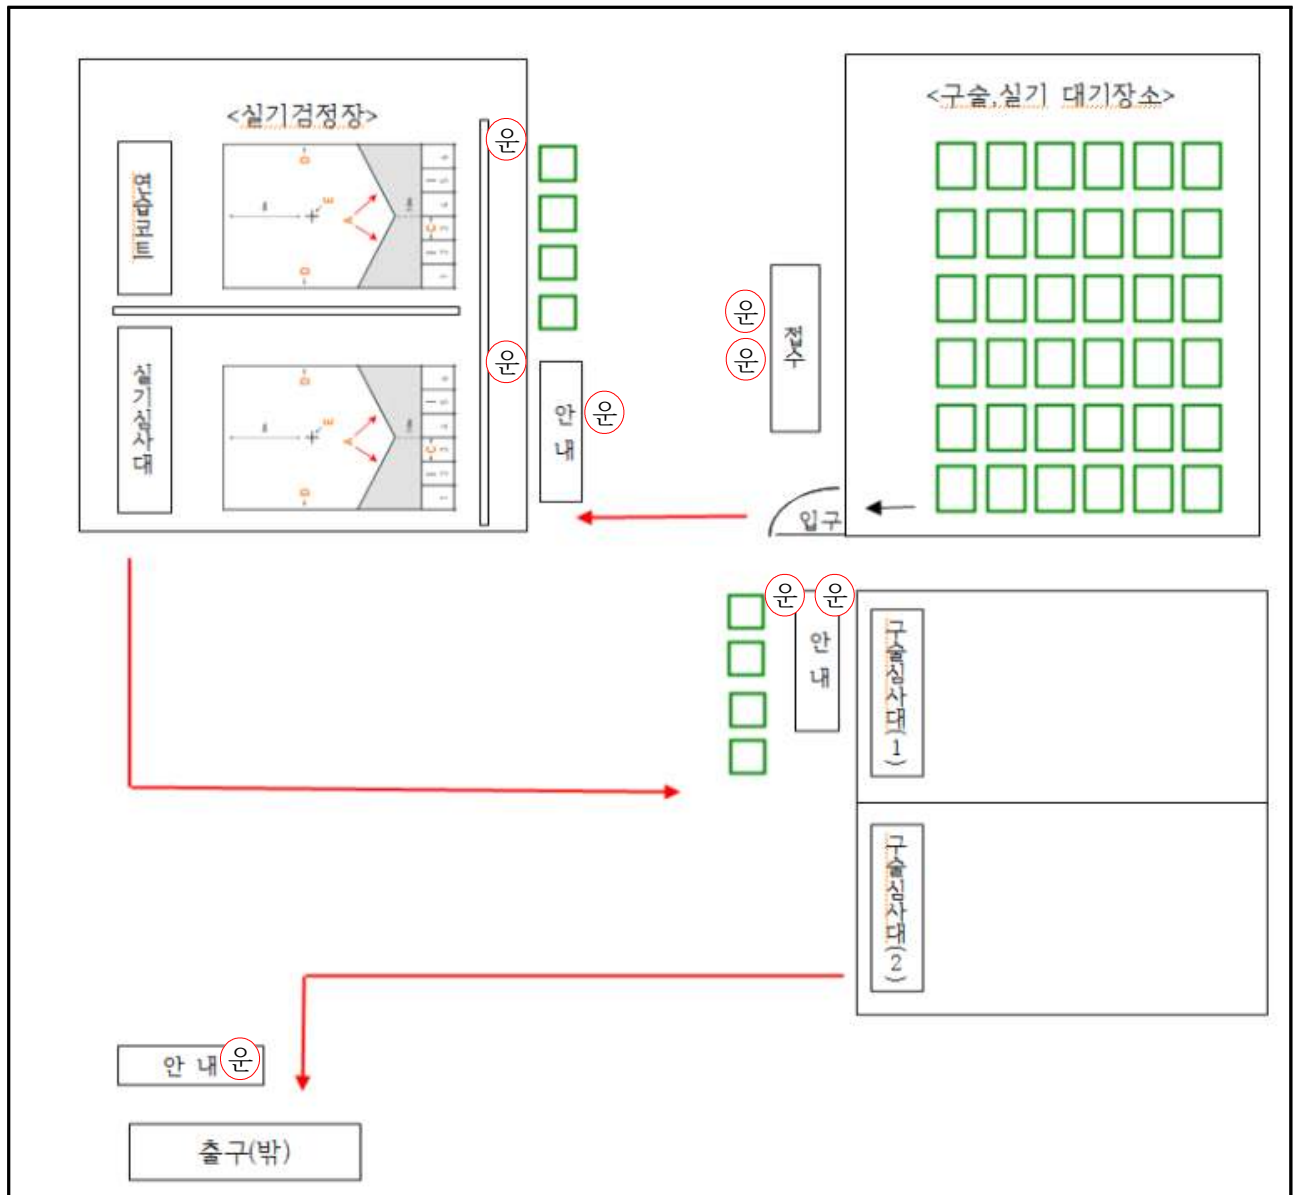 <실기검정장>
연습코트
실기심사대
D
E
A
C
D
D
E
A
C
D
운
운
안내
운
<구술,실기 대기장소>
운
운
접수
입구
운
운
안내
구술심사대(1)
구술심사대(2)
안 내
운
출구(밖)